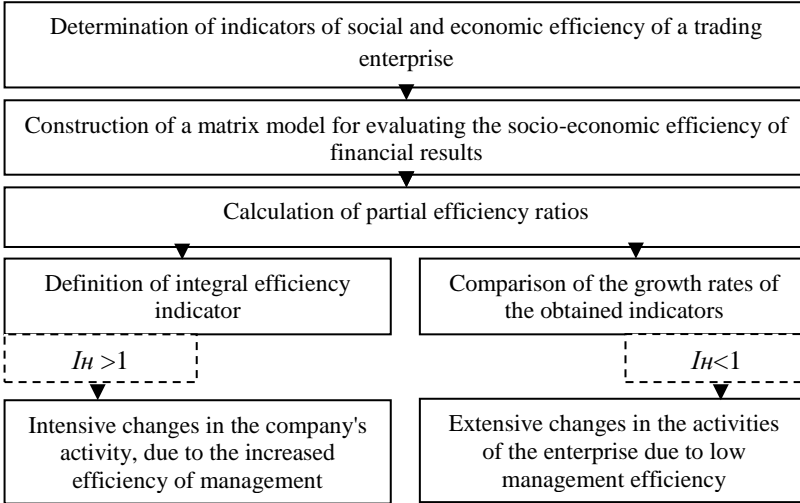 Determination of indicators of social and economic efficiency of a trading
enterprise
Construction of a matrix model for evaluating the socio-economic efficiency of
financial results
Calculation of partial efficiency ratios
Definition of integral efficiency
indicator
Comparison of the growth rates of
the obtained indicators
Iн >1
Iн<1
Intensive changes in the company's
activity, due to the increased
efficiency of management
Extensive changes in the activities
of the enterprise due to low
management efficiency